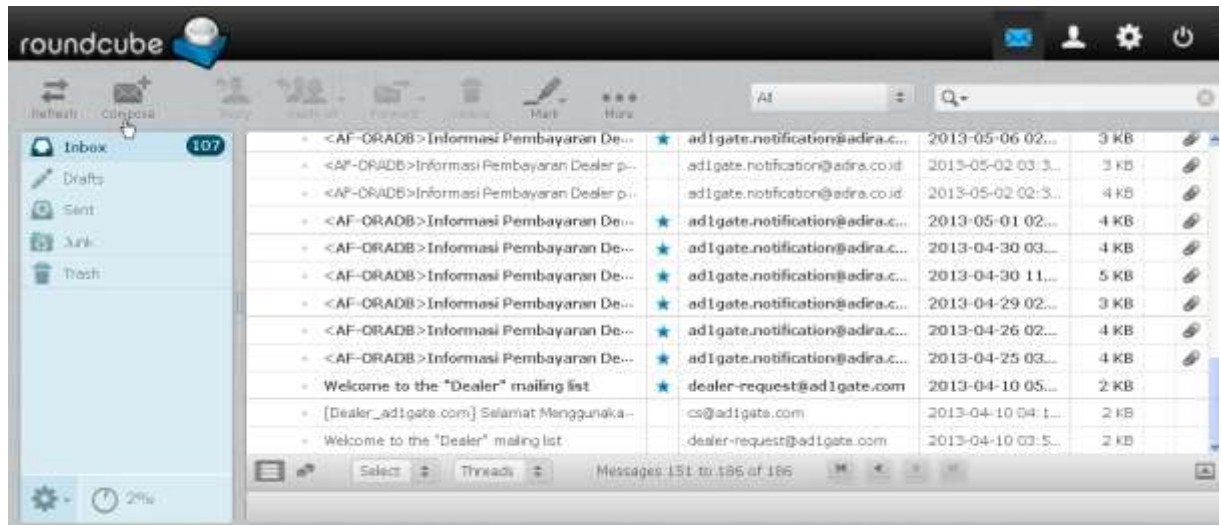 roundcube
Refresh Compose Reply Reply all Forward Delete Mark More All
Inbox 107
Drafts
Sent
Junk
Trash
<AF-ORADB>Informasi Pembayaran De... ad1gate.notification@adira.c... 2013-05-06 02... 3 KB
<AF-ORADB>Informasi Pembayaran Dealer p... ad1gate.notification@adira.co.id 2013-05-02 03:3... 3 KB
<AF-ORADB>Informasi Pembayaran Dealer p... ad1gate.notification@adira.co.id 2013-05-02 02:3... 4 KB
<AF-ORADB>Informasi Pembayaran De... ad1gate.notification@adira.c... 2013-05-01 02... 4 KB
<AF-ORADB>Informasi Pembayaran De... ad1gate.notification@adira.c... 2013-04-30 03... 4 KB
<AF-ORADB>Informasi Pembayaran De... ad1gate.notification@adira.c... 2013-04-30 11... 5 KB
<AF-ORADB>Informasi Pembayaran De... ad1gate.notification@adira.c... 2013-04-29 02... 3 KB
<AF-ORADB>Informasi Pembayaran De... ad1gate.notification@adira.c... 2013-04-26 02... 4 KB
<AF-ORADB>Informasi Pembayaran De... ad1gate.notification@adira.c... 2013-04-25 03... 4 KB
Welcome to the "Dealer" mailing list dealer-request@ad1gate.com 2013-04-10 05... 2 KB
[Dealer_ad1gate.com] Selamat Menggunaka... cs@ad1gate.com 2013-04-10 04:1... 2 KB
Welcome to the "Dealer" mailing list dealer-request@ad1gate.com 2013-04-10 03:5... 2 KB
Select Threads Messages 151 to 186 of 186
2%